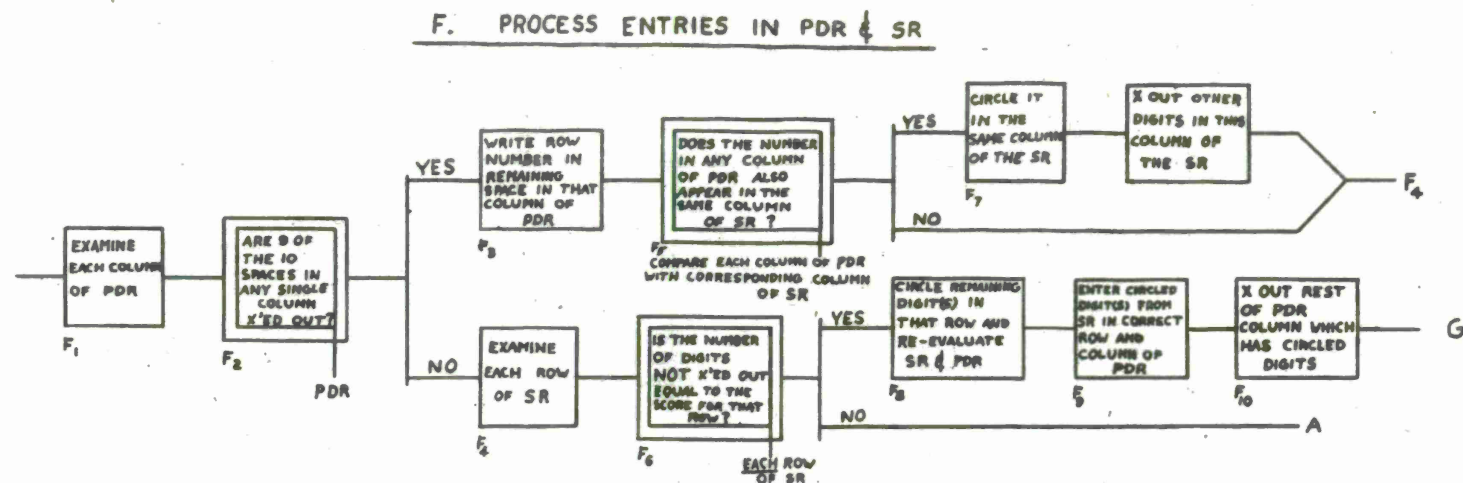 F. PROCESS ENTRIES IN PDR & SR
EXAMINE
EACH COLUMN
OF PDR
F1
ARE 9 OF
THE 10
SPACES IN
ANY SINGLE
COLUMN
X'ED OUT?
F2
PDR
YES
WRITE ROW
NUMBER IN
REMAINING
SPACE IN THAT
COLUMN OF
PDR
F3
DOES THE NUMBER
IN ANY COLUMN
OF PDR ALSO
APPEAR IN THE
SAME COLUMN
OF SR ?
F5
COMPARE EACH COLUMN OF PDR
WITH CORRESPONDING COLUMN
OF SR
YES
CIRCLE IT
IN THE
SAME COLUMN
OF THE SR
F7
X OUT OTHER
DIGITS IN THIS
COLUMN OF
THE SR
F4
NO
NO
EXAMINE
EACH ROW
OF SR
F4
IS THE NUMBER
OF DIGITS
NOT X'ED OUT
EQUAL TO THE
SCORE FOR THAT
ROW?
F6
EACH ROW
OF SR
YES
CIRCLE REMAINING
DIGIT(S) IN
THAT ROW AND
RE-EVALUATE
SR & PDR
F8
ENTER CIRCLED
DIGIT(S) FROM
SR IN CORRECT
ROW AND
COLUMN OF
PDR
F9
X OUT REST
OF PDR
COLUMN WHICH
HAS CIRCLED
DIGITS
F10
G
NO
A